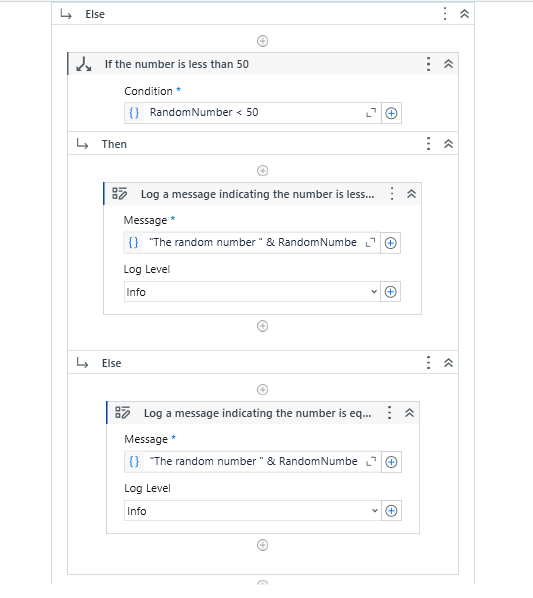 Else
If the number is less than 50
Condition *
{} RandomNumber < 50
Then
Log a message indicating the number is less...
Message *
{} "The random number " & RandomNumbe
Log Level
Info
Else
Log a message indicating the number is eq...
Message *
{} "The random number " & RandomNumbe
Log Level
Info